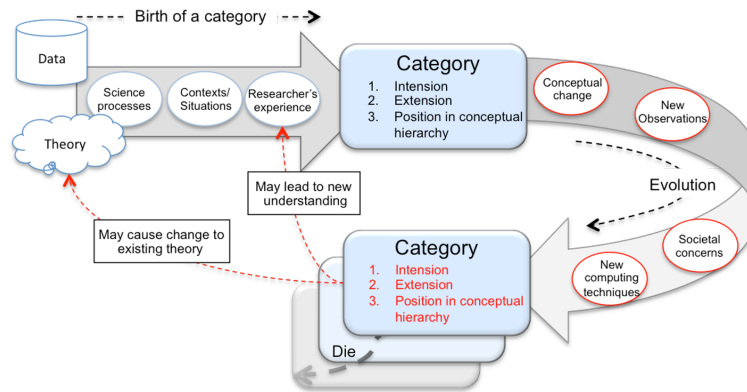 Birth of a category
Data
Theory
Science
processes
Contexts/
Situations
Researcher's
experience
Category
1. Intension
2. Extension
3. Position in conceptual
hierarchy
Conceptual
change
New
Observations
Evolution
May lead to new
understanding
May cause change to
existing theory
Societal
concerns
New
computing
techniques
Category
1. Intension
2. Extension
3. Position in conceptual
hierarchy
Die